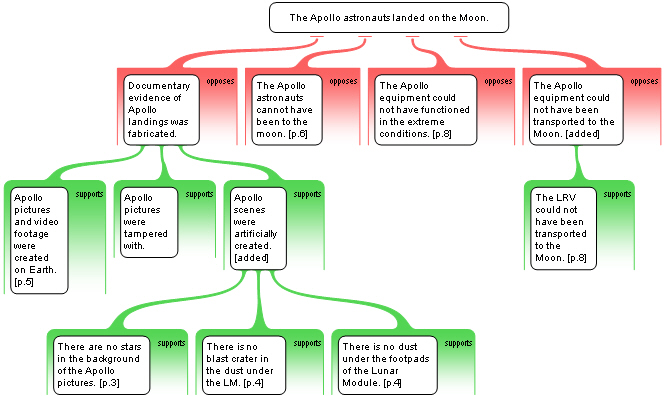 The Apollo astronauts landed on the Moon.
opposes
Documentary
evidence of
Apollo
landings was
fabricated.
opposes
The Apollo
astronauts
cannot have
been to the
moon. [p.6]
opposes
The Apollo
equipment could
not have functioned
in the extreme
conditions. [p.8]
opposes
The Apollo
equipment could
not have been
transported to the
Moon. [added]
supports
Apollo
pictures
and video
footage
were
created
on Earth.
[p.5]
supports
Apollo
pictures
were
tampered
with.
supports
Apollo
scenes
were
artificially
created.
[added]
supports
The LRV
could not
have been
transported
to the
Moon. [p.8]
supports
There are no stars
in the background
of the Apollo
pictures. [p.3]
supports
There is no
blast crater in
the dust under
the LM. [p.4]
supports
There is no dust
under the footpads
of the Lunar
Module. [p.4]